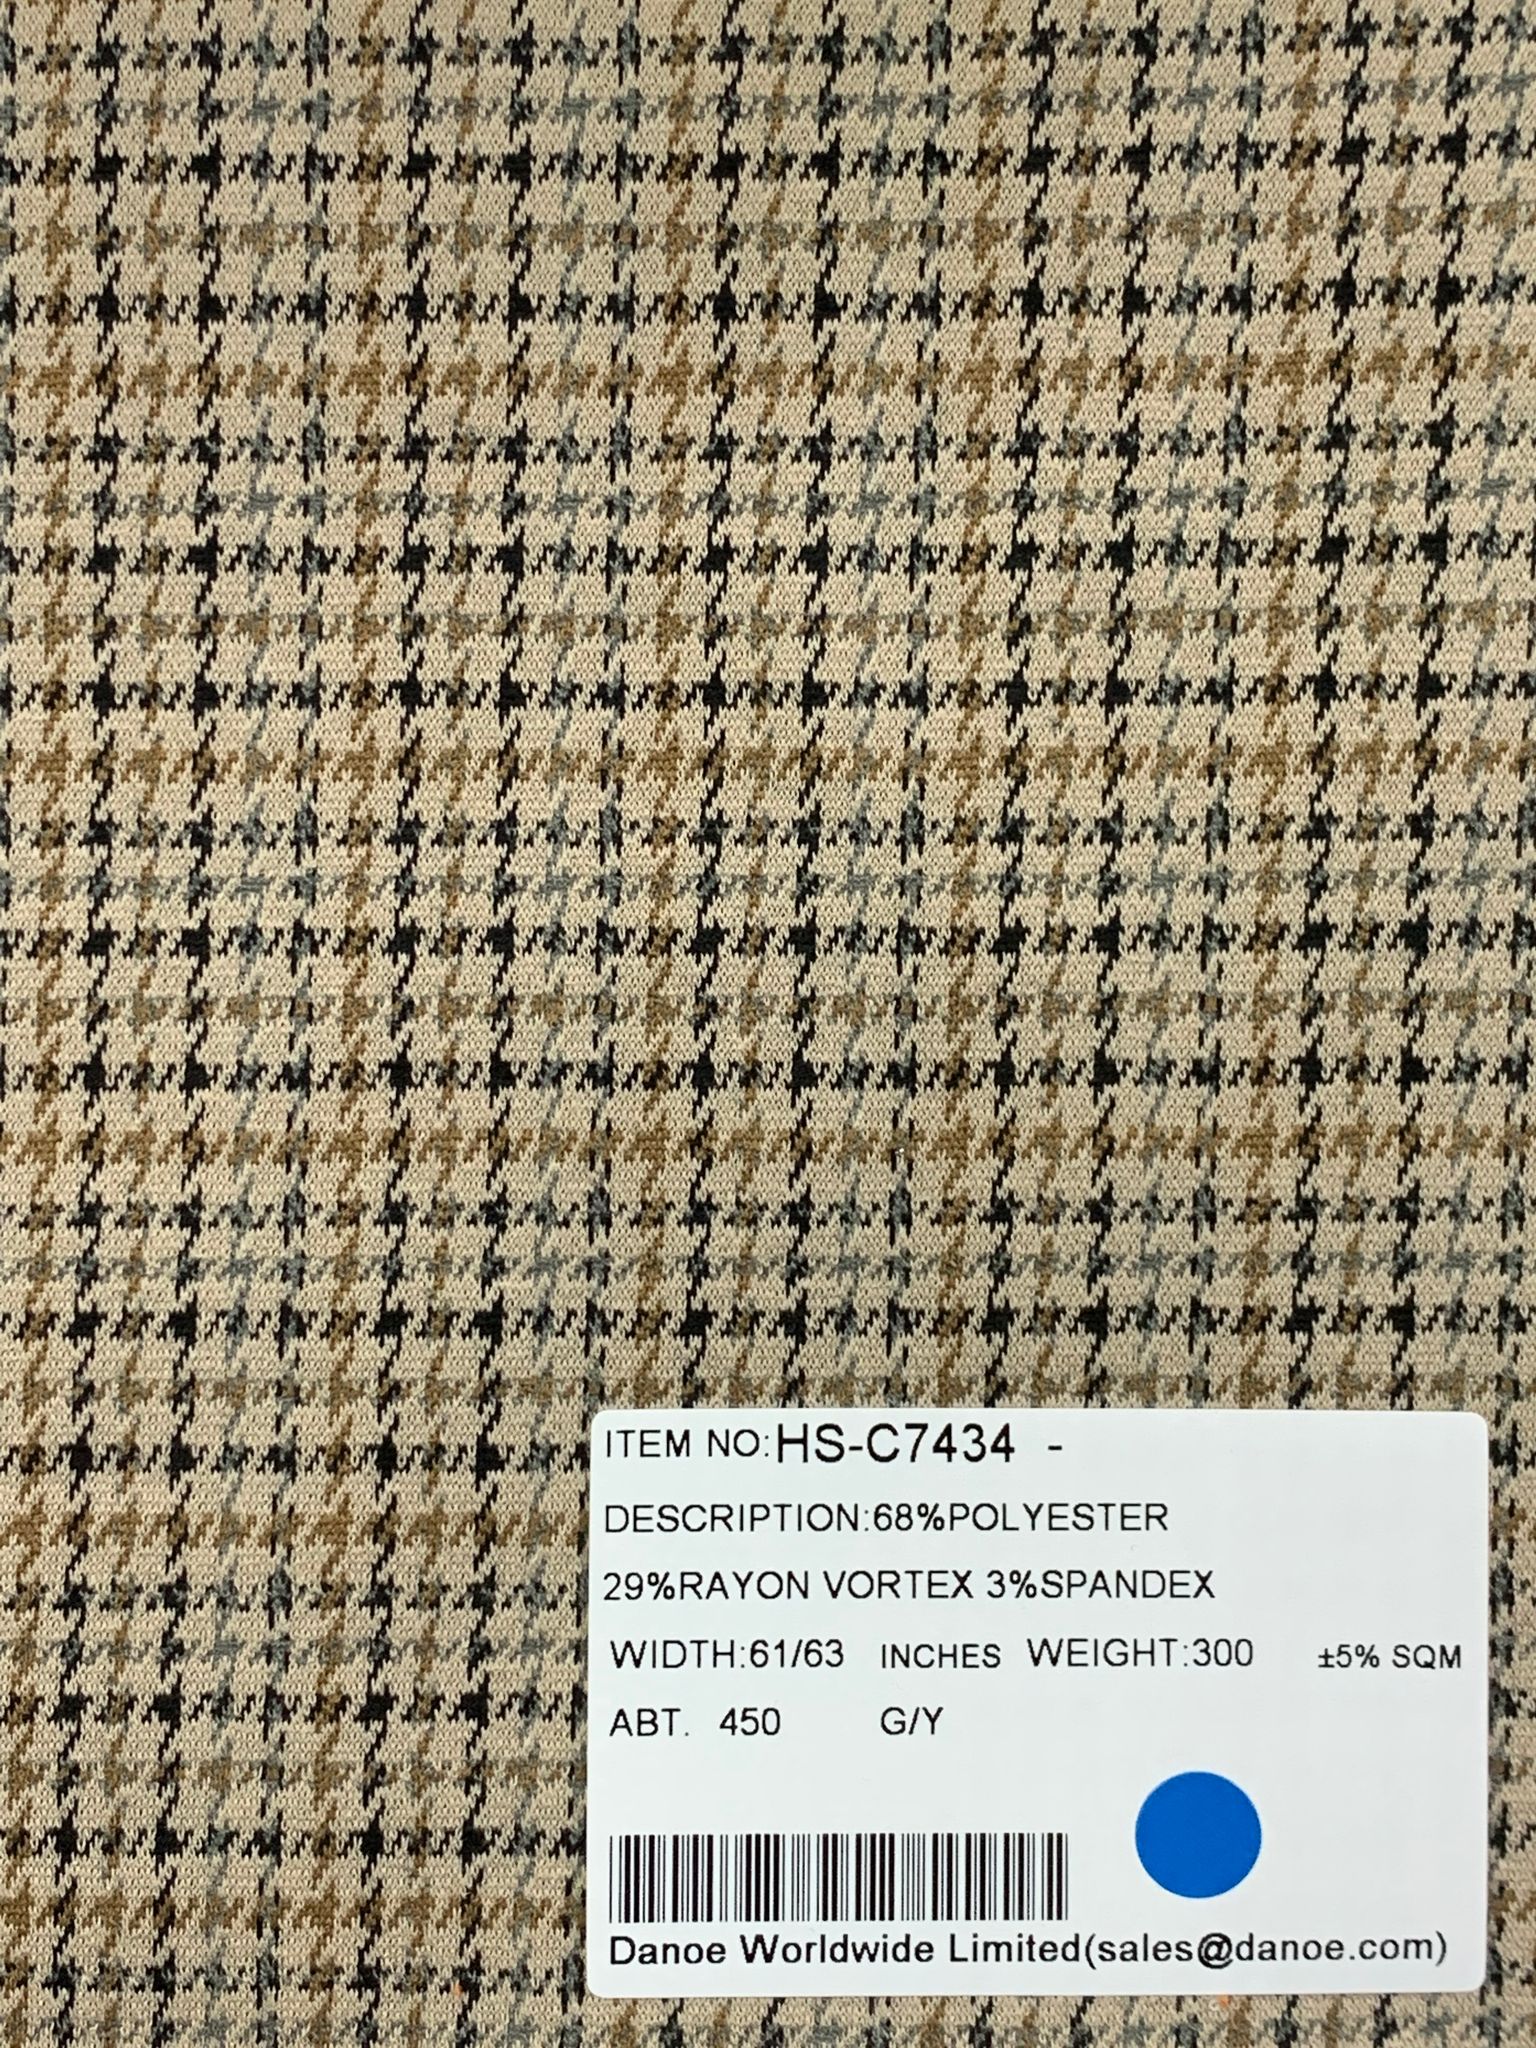 ITEM NO:HS-C7434 -
DESCRIPTION:68%POLYESTER
29%RAYON VORTEX 3%SPANDEX
WIDTH:61/63 INCHES WEIGHT:300 ±5% SQM
ABT. 450 G/Y
Danoe Worldwide Limited(sales@danoe.com)